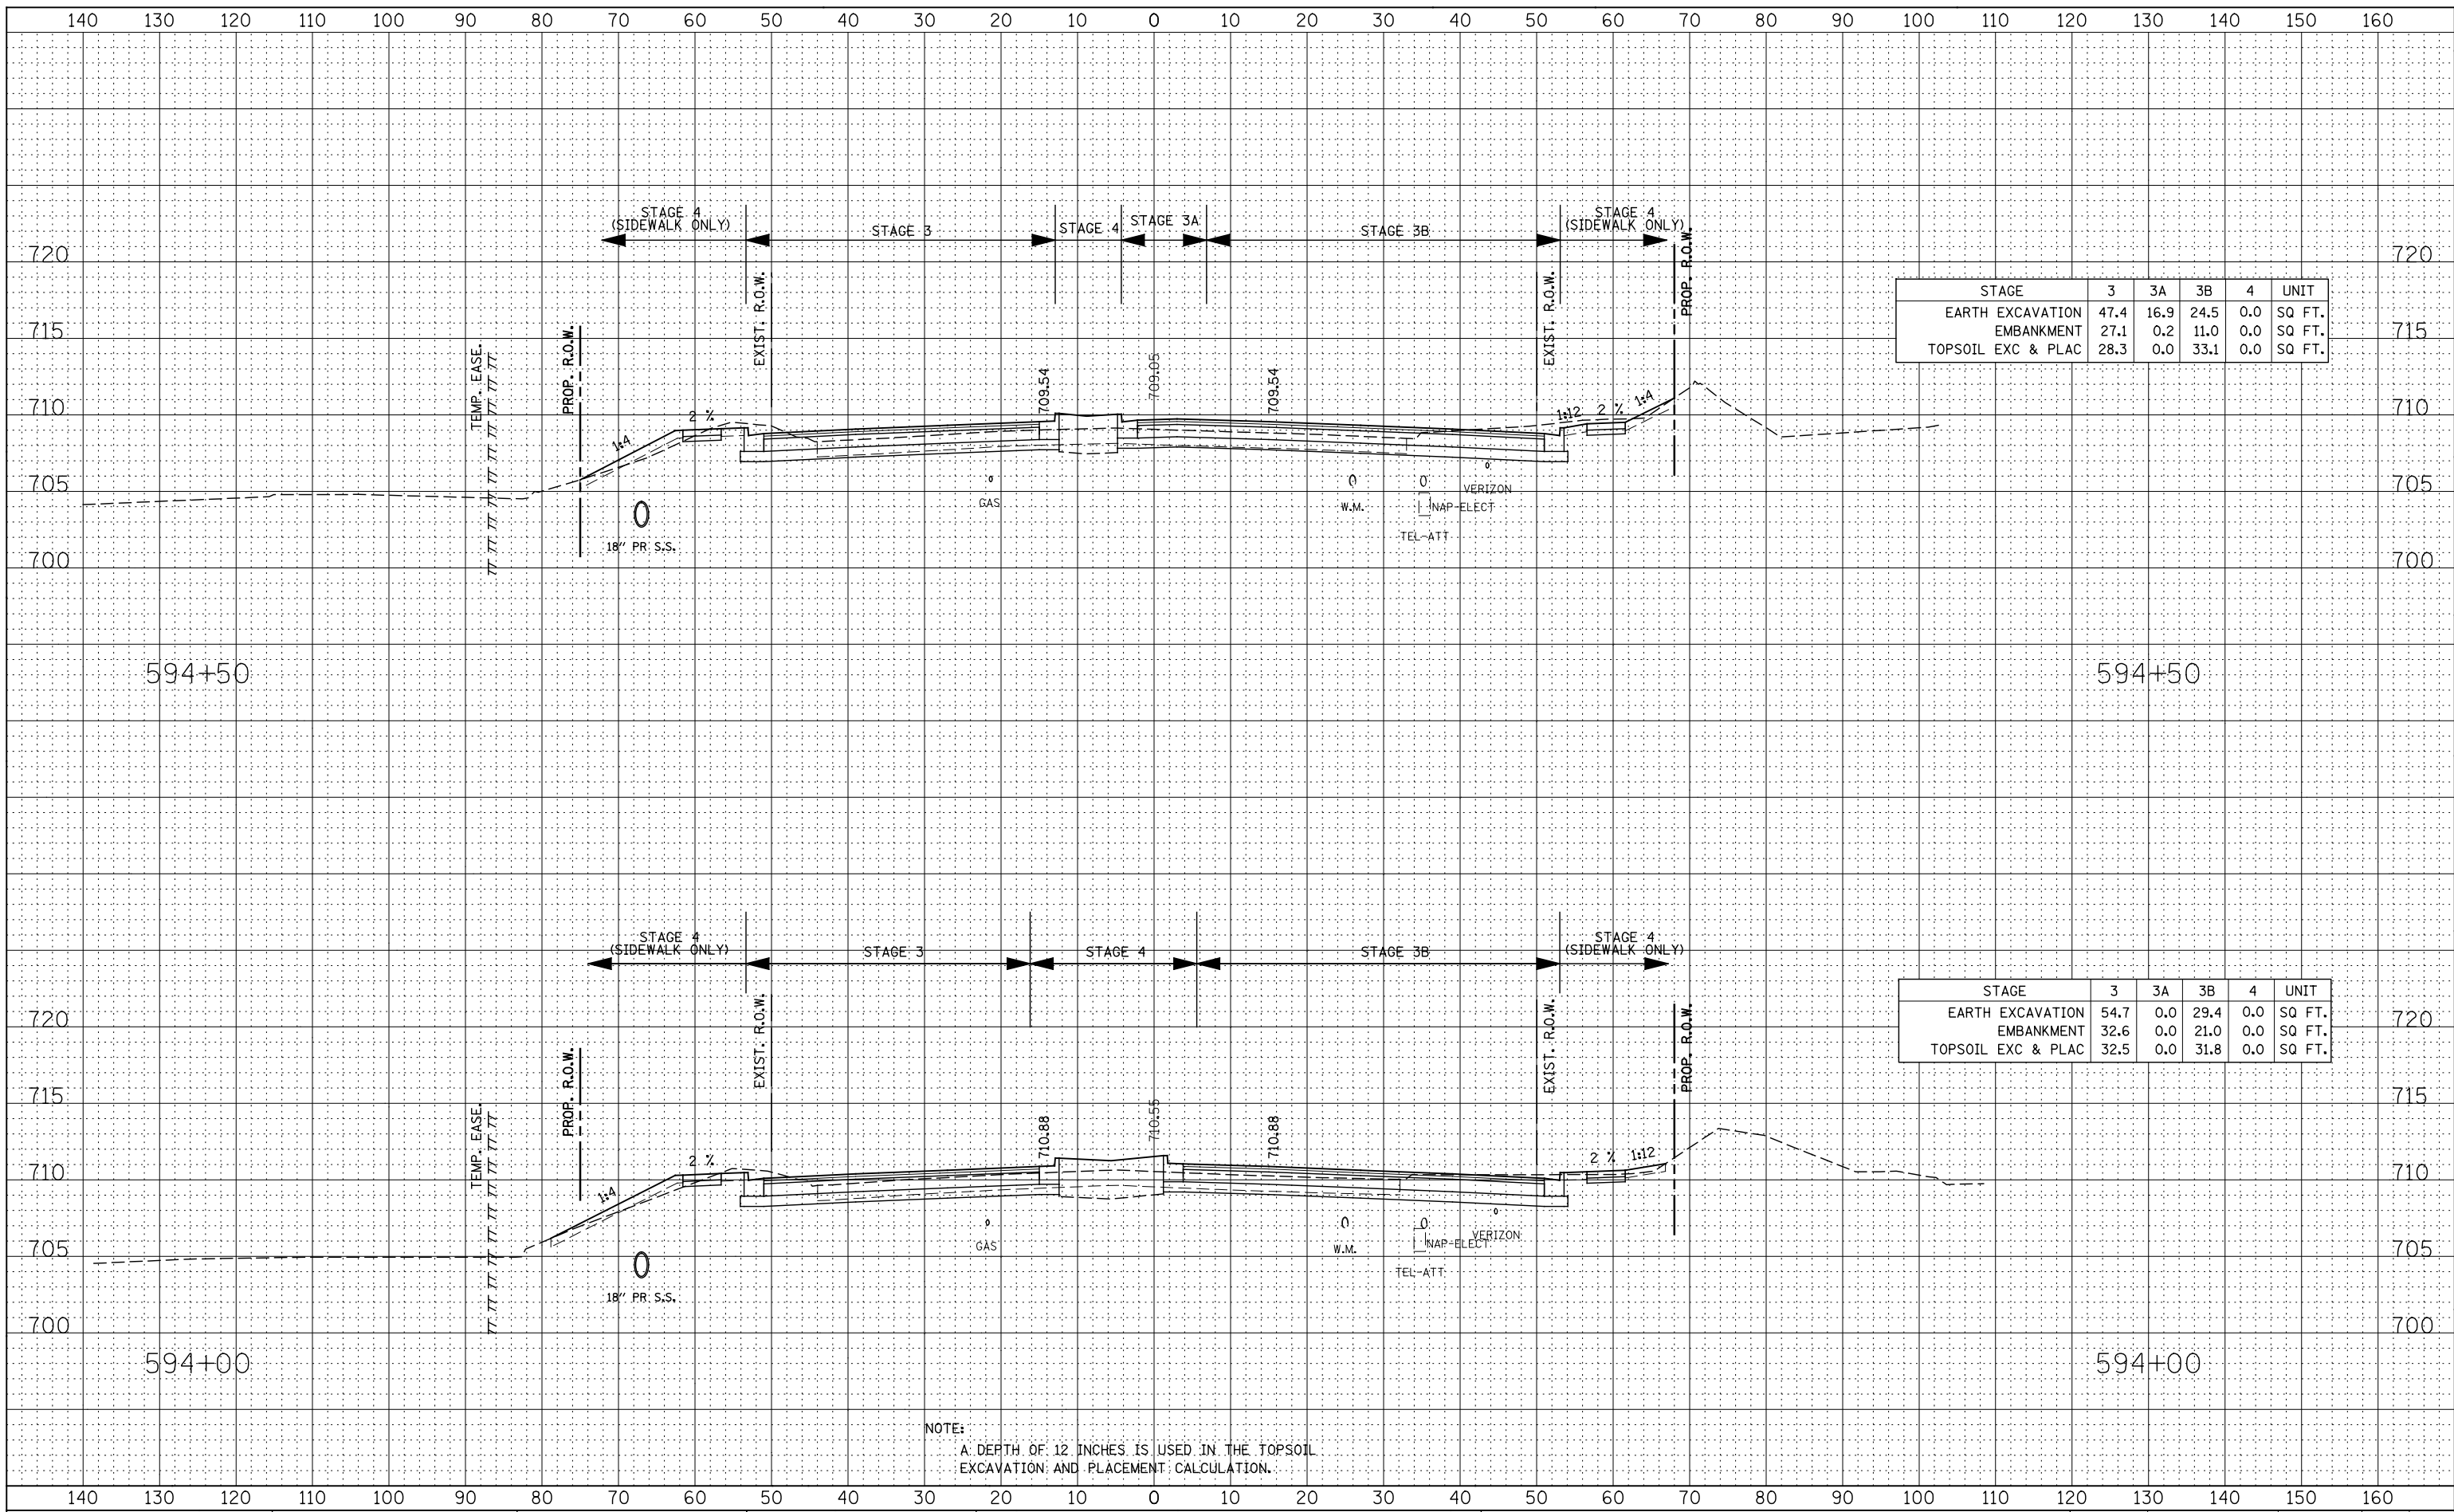 140 130 120 110 100 90 80 70 60 50 40 30 20 10 0 10 20 30 40 50 60 70 80 90 100 110 120 130 140 150 160
STAGE 4
(SIDEWALK ONLY)
STAGE 3
STAGE 4
STAGE 3A
STAGE 3B
STAGE 4
(SIDEWALK ONLY)
720 720
715 715
710 710
705 705
700 700
TEMP. EASE.
PROP. R.O.W.
EXIST. R.O.W.
709.54
709.05
709.54
EXIST. R.O.W.
PROP. R.O.W.
1:4
2 %
1:12
2 %
1:4
STAGE 3 3A 3B 4 UNIT
EARTH EXCAVATION 47.4 16.9 24.5 0.0 SQ FT.
EMBANKMENT 27.1 0.2 11.0 0.0 SQ FT.
TOPSOIL EXC & PLAC 28.3 0.0 33.1 0.0 SQ FT.
18" PR S.S.
GAS
W.M.
NAP-ELECT
VERIZON
TEL-ATT
594+50 594+50
STAGE 4
(SIDEWALK ONLY)
STAGE 3
STAGE 4
STAGE 3B
STAGE 4
(SIDEWALK ONLY)
720 720
715 715
710 710
705 705
700 700
TEMP. EASE.
PROP. R.O.W.
EXIST. R.O.W.
710.88
710.55
710.88
EXIST. R.O.W.
PROP. R.O.W.
1:4
2 %
2 %
1:12
STAGE 3 3A 3B 4 UNIT
EARTH EXCAVATION 54.7 0.0 29.4 0.0 SQ FT.
EMBANKMENT 32.6 0.0 21.0 0.0 SQ FT.
TOPSOIL EXC & PLAC 32.5 0.0 31.8 0.0 SQ FT.
18" PR S.S.
GAS
W.M.
NAP-ELECT
VERIZON
TEL-ATT
594+00 594+00
NOTE:
A DEPTH OF 12 INCHES IS USED IN THE TOPSOIL
EXCAVATION AND PLACEMENT CALCULATION.
140 130 120 110 100 90 80 70 60 50 40 30 20 10 0 10 20 30 40 50 60 70 80 90 100 110 120 130 140 150 160